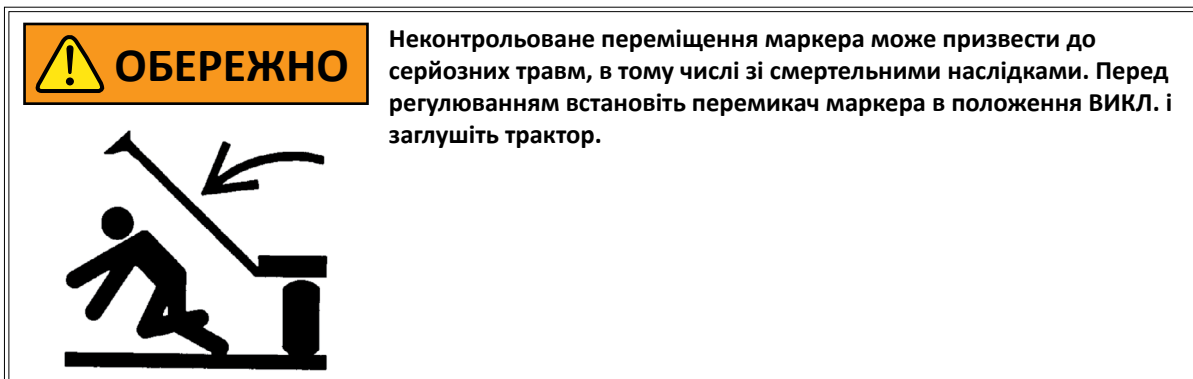 ОБЕРЕЖНО
Неконтрольоване переміщення маркера може призвести до
серйозних травм, в тому числі зі смертельними наслідками. Перед
регулюванням встановіть перемикач маркера в положення ВИКЛ. і
заглушіть трактор.